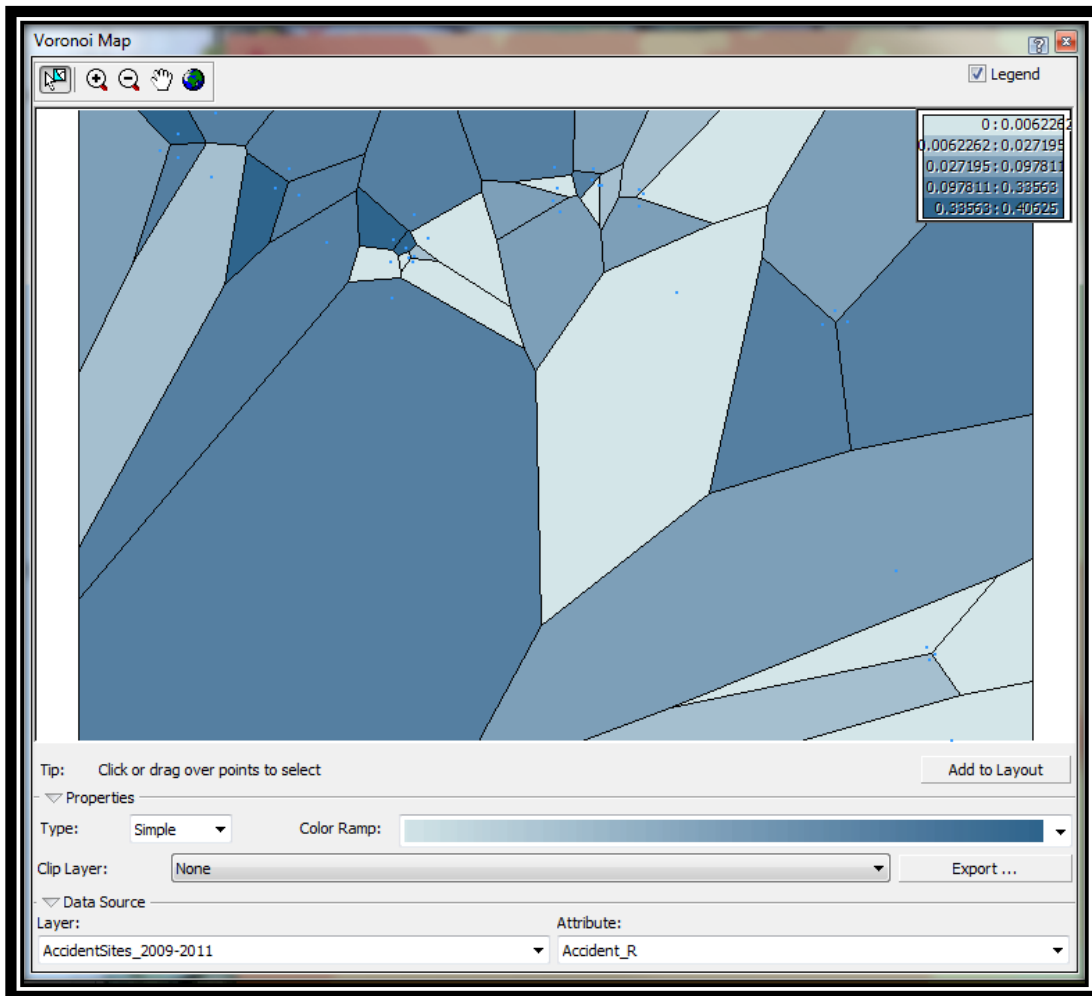 Voronoi Map
Legend
0 : 0.0062262
0.0062262 : 0.027195
0.027195 : 0.097811
0.097811 : 0.33563
0.33563 : 0.40625
Tip: Click or drag over points to select
Add to Layout
Properties
Type: Simple Color Ramp:
Clip Layer: None Export ...
Data Source
Layer: Attribute:
AccidentSites_2009-2011 Accident_R